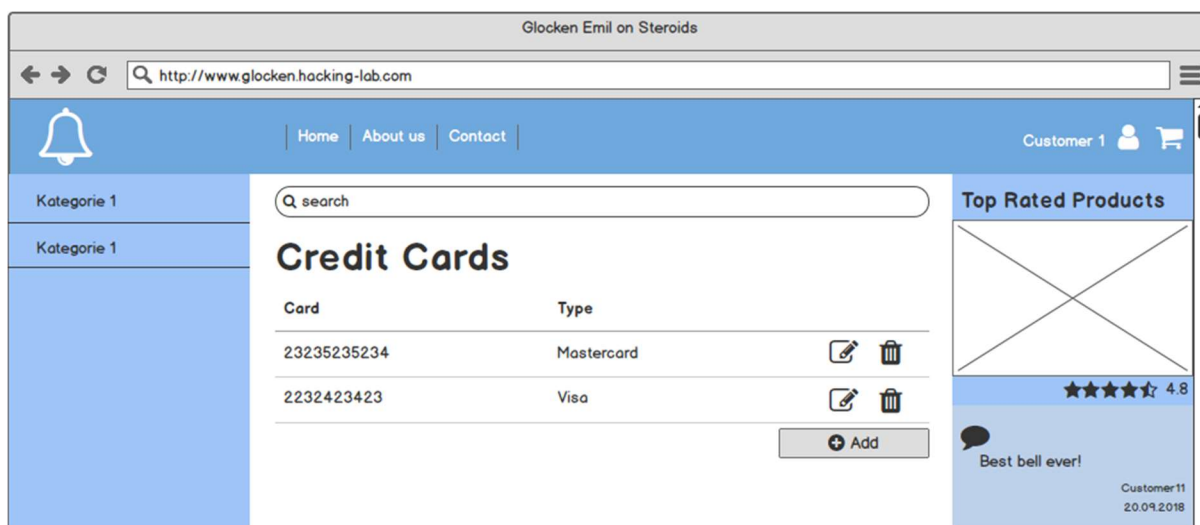 Glocken Emil on Steroids
http://www.glocken.hacking-lab.com
Home About us Contact
Customer 1
Kategorie 1
Kategorie 1
search
Credit Cards
Card Type
23235235234 Mastercard
2232423423 Visa
Add
Top Rated Products
4.8
Best bell ever!
Customer11
20.09.2018